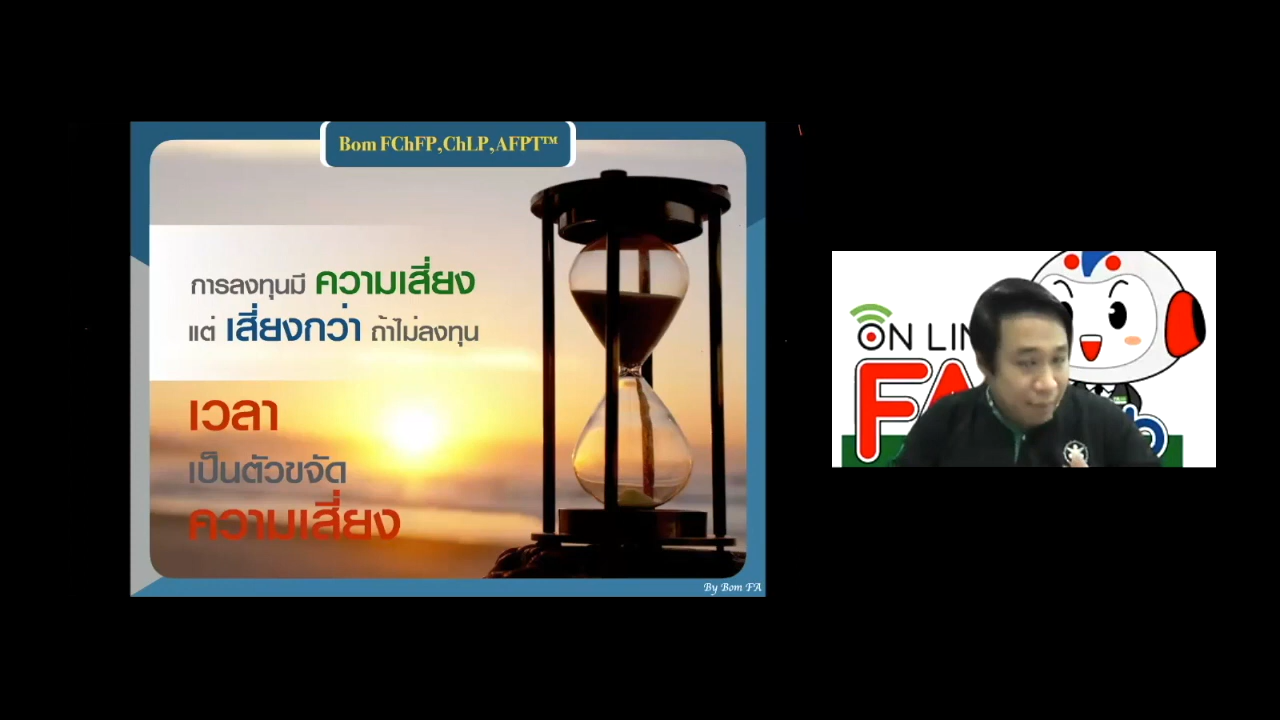 Bom FChFP,ChLP,AFPT™
การลงทุนมี ความเสี่ยง
แต่ เสี่ยงกว่า ถ้าไม่ลงทุน
เวลา
เป็นตัวขจัด
ความเสี่ยง
By Bom FA
ON LIN
FA
b